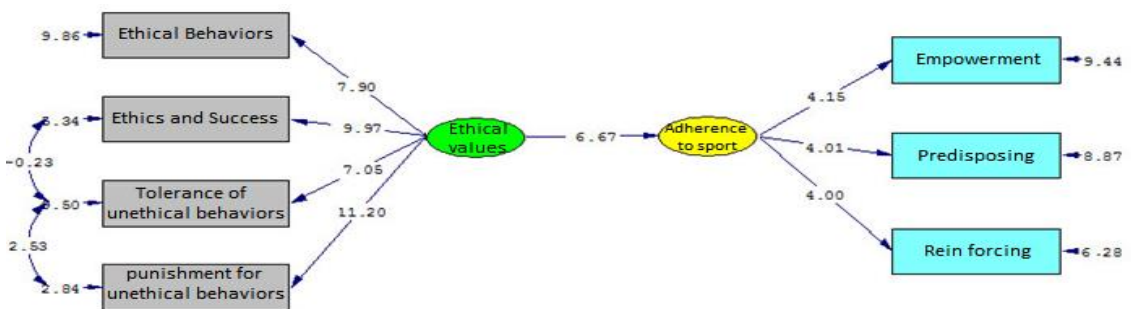 Ethical Behaviors
9.86
7.90
Ethics and Success
9.97
-0.23
Tolerance of
unethical behaviors
7.05
2.53
punishment for
unethical behaviors
2.84
11.20
Ethical
values
6.67
Adherence
to sport
4.15
Empowerment
9.44
4.01
Predisposing
8.87
4.00
Rein forcing
6.28